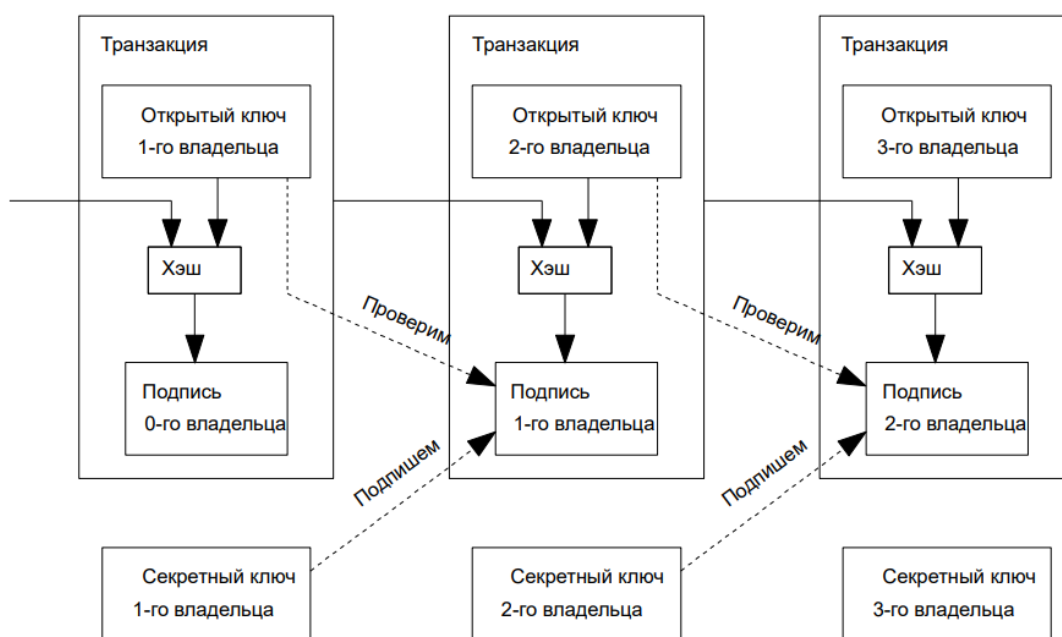 Транзакция
Открытый ключ
1-го владельца
Хэш
Подпись
0-го владельца
Транзакция
Открытый ключ
2-го владельца
Хэш
Проверим
Подпись
1-го владельца
Подпишем
Транзакция
Открытый ключ
3-го владельца
Хэш
Проверим
Подпись
2-го владельца
Подпишем
Секретный ключ
1-го владельца
Секретный ключ
2-го владельца
Секретный ключ
3-го владельца